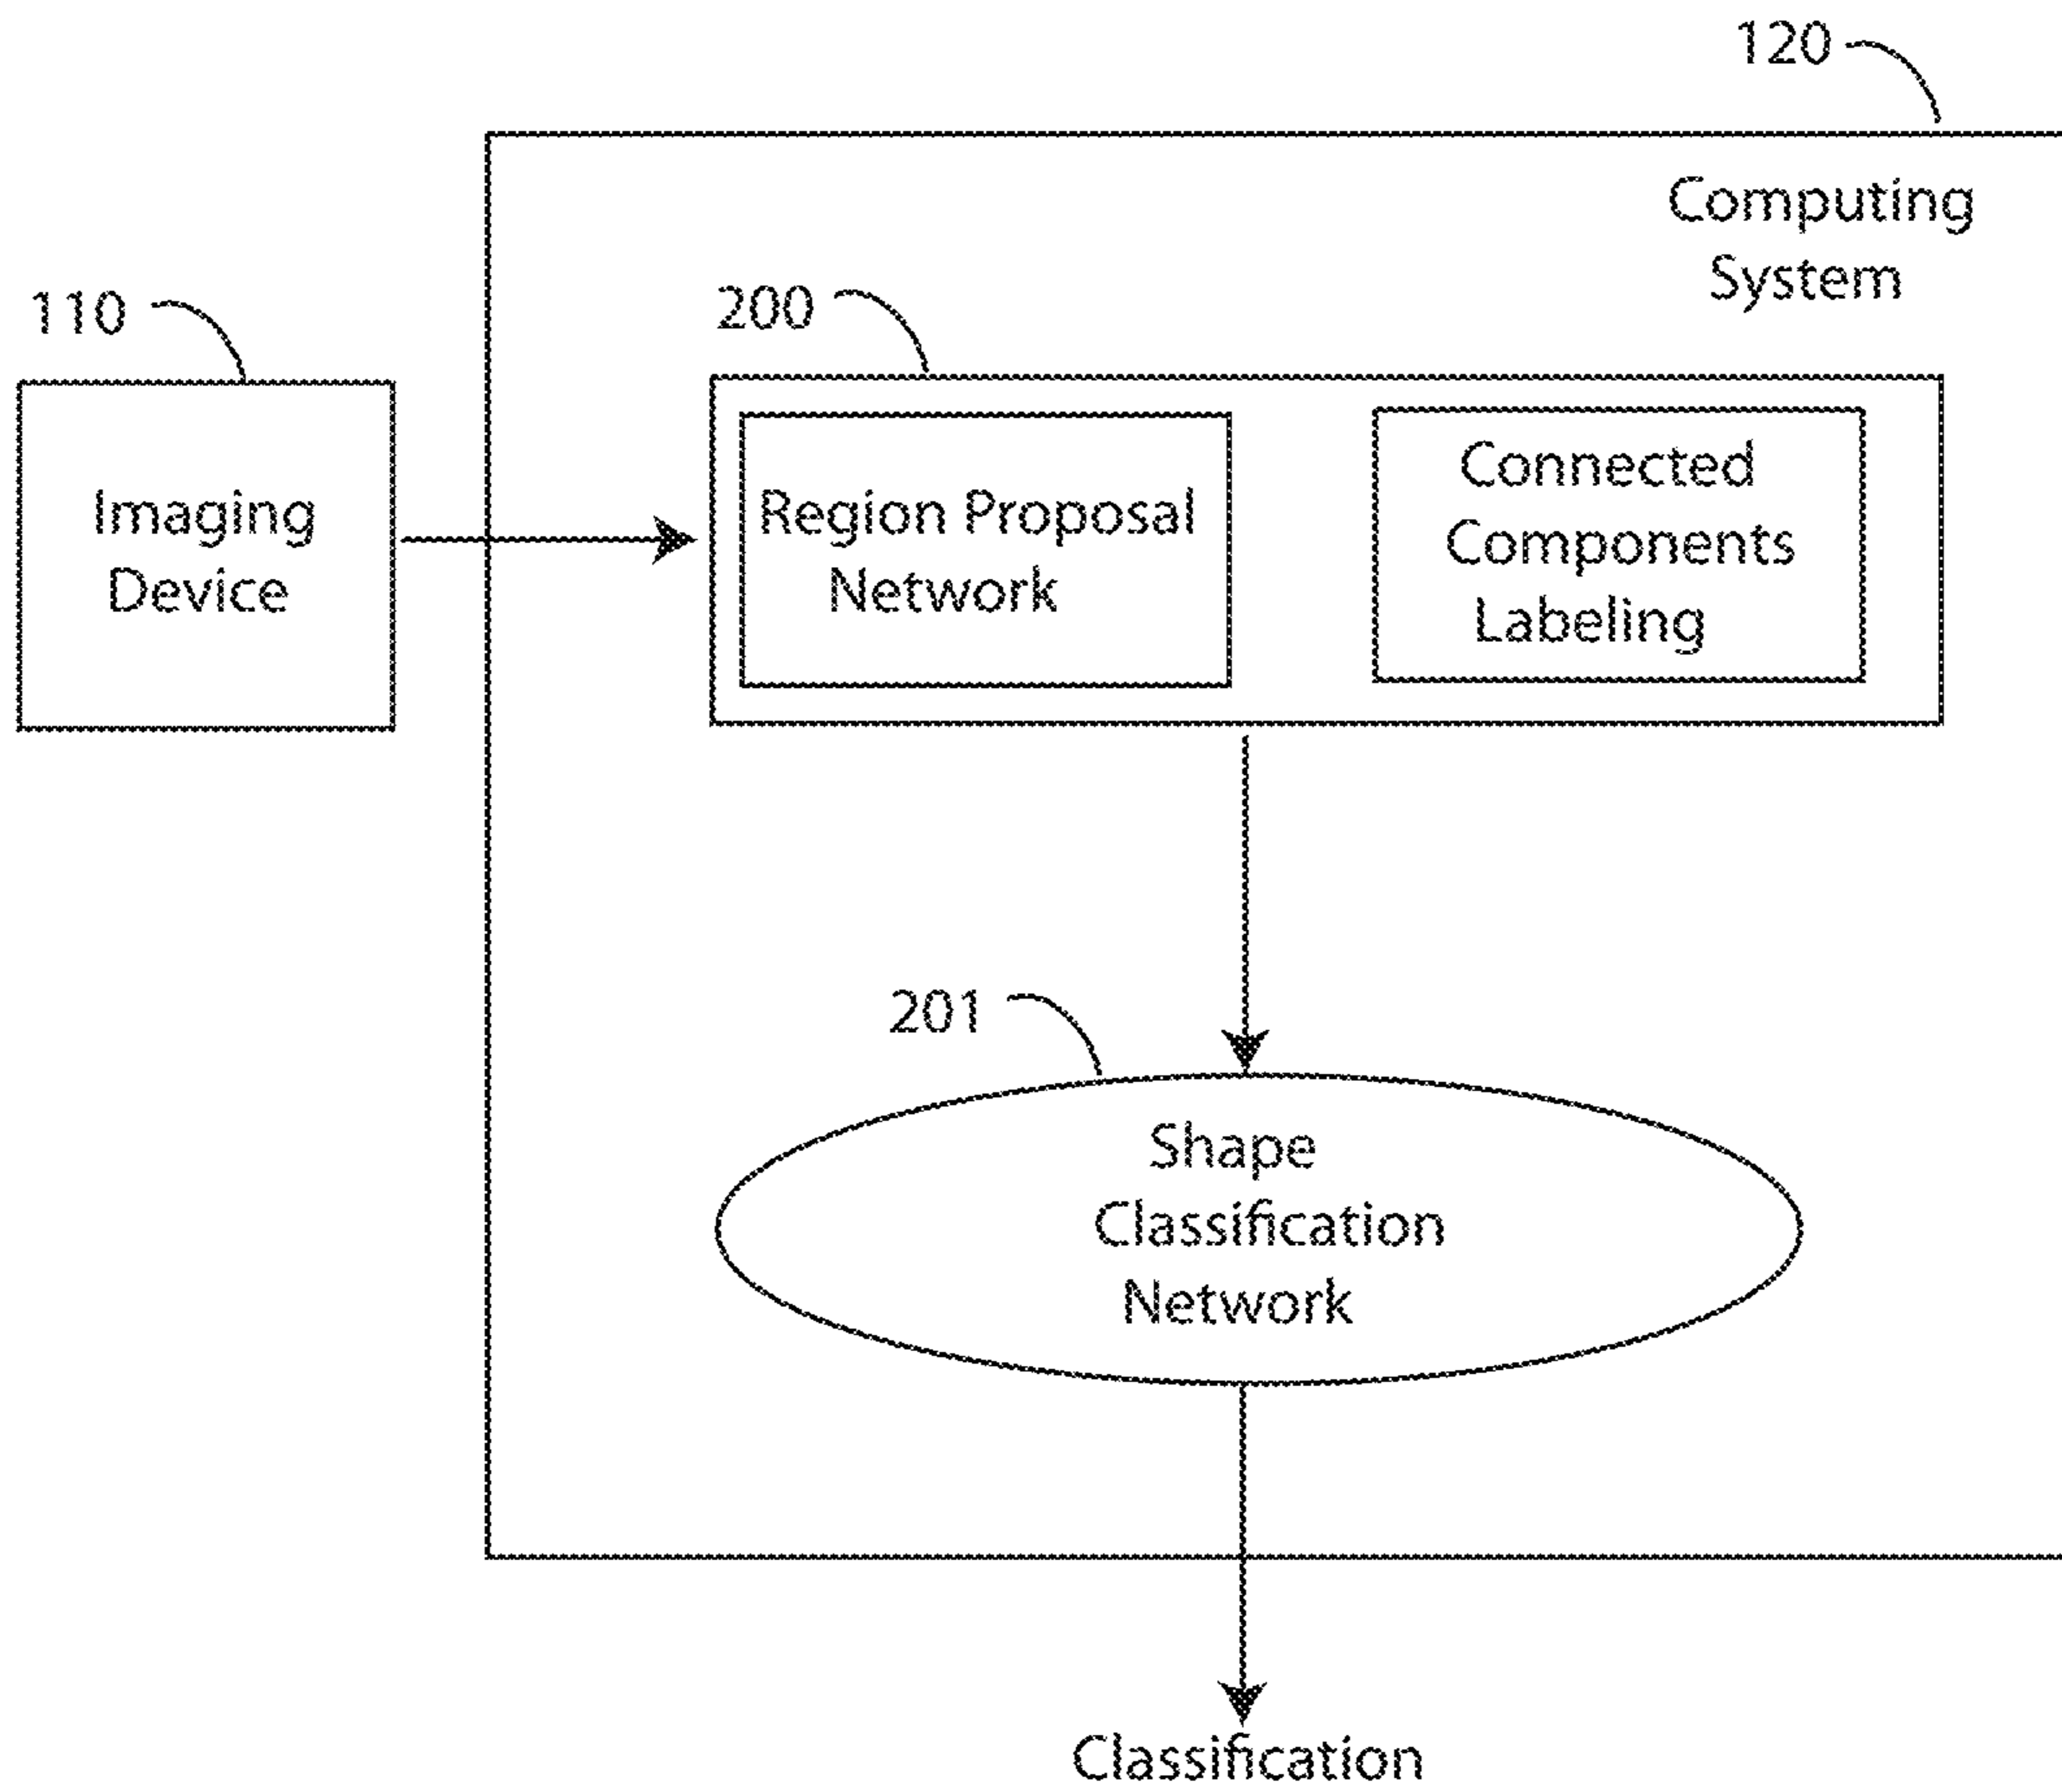 120
Computing
System
110
200
Imaging
Device
Region Proposal
Network
Connected
Components
Labeling
201
Shape
Classification
Network
Classification